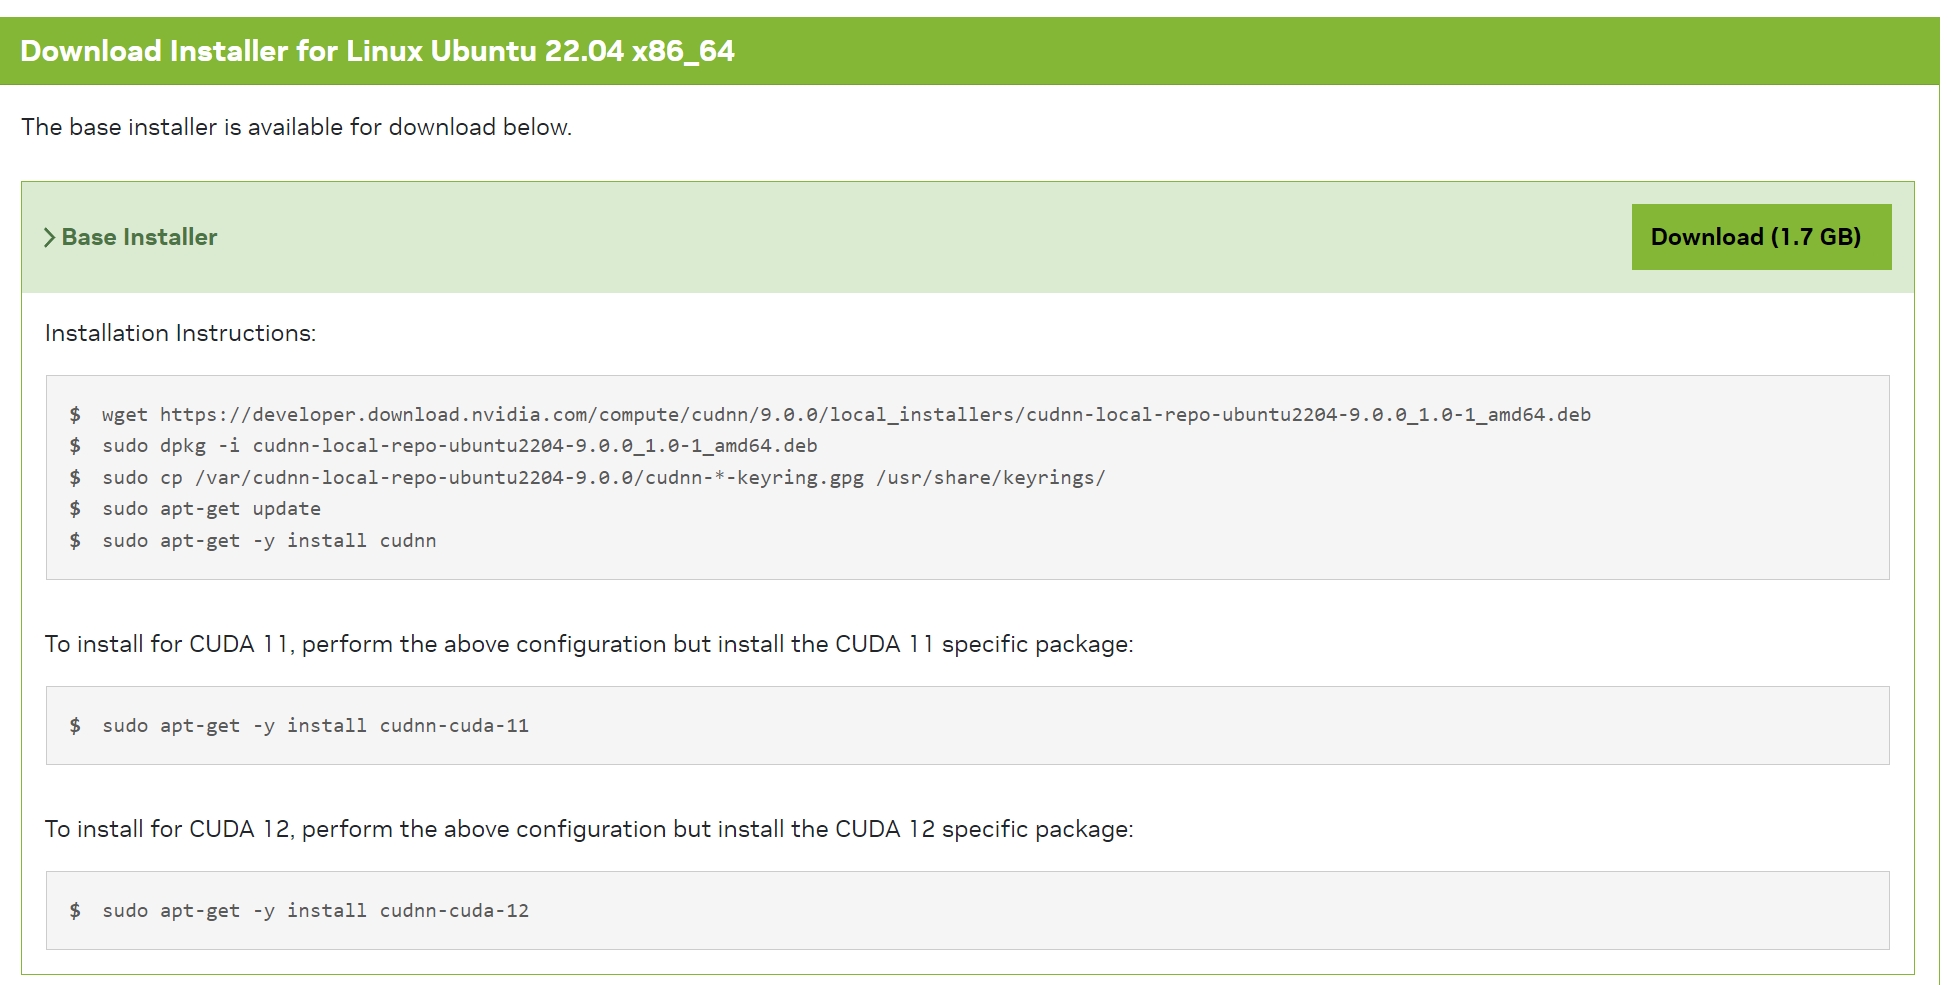 Download Installer for Linux Ubuntu 22.04 x86_64
The base installer is available for download below.
Base Installer
Download (1.7 GB)
Installation Instructions:
$ wget https://developer.download.nvidia.com/compute/cudnn/9.0.0/local_installers/cudnn-local-repo-ubuntu2204-9.0.0_1.0-1_amd64.deb
$ sudo dpkg -i cudnn-local-repo-ubuntu2204-9.0.0_1.0-1_amd64.deb
$ sudo cp /var/cudnn-local-repo-ubuntu2204-9.0.0/cudnn-*-keyring.gpg /usr/share/keyrings/
$ sudo apt-get update
$ sudo apt-get -y install cudnn
To install for CUDA 11, perform the above configuration but install the CUDA 11 specific package:
$ sudo apt-get -y install cudnn-cuda-11
To install for CUDA 12, perform the above configuration but install the CUDA 12 specific package:
$ sudo apt-get -y install cudnn-cuda-12